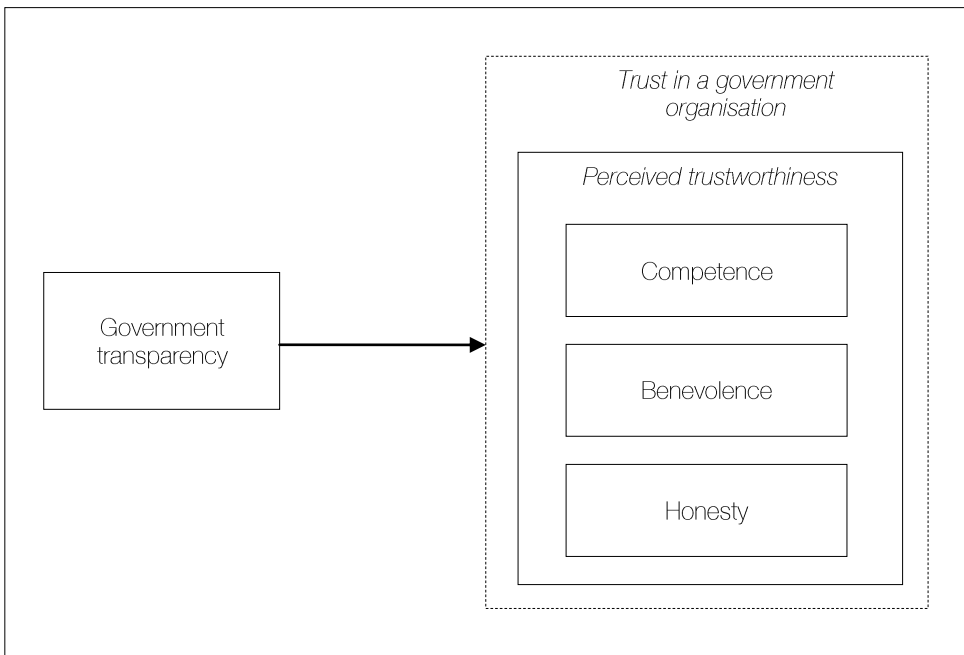 Trust in a government
organisation
Perceived trustworthiness
Competence
Government
transparency
Benevolence
Honesty